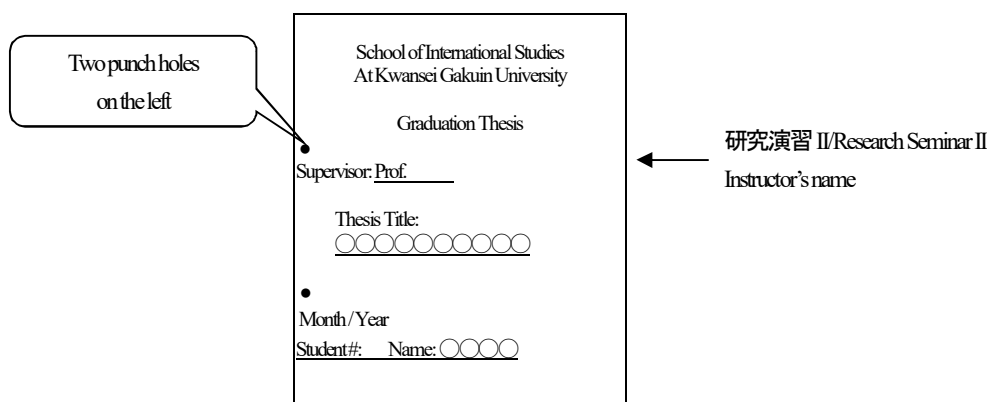 Two punch holes
on the left
School of International Studies
At Kwansei Gakuin University
Graduation Thesis
Supervisor: Prof.
Thesis Title:
○○○○○○○○○○
Month / Year
Student#: Name: ○○○○
研究演習 II/Research Seminar II
Instructor's name